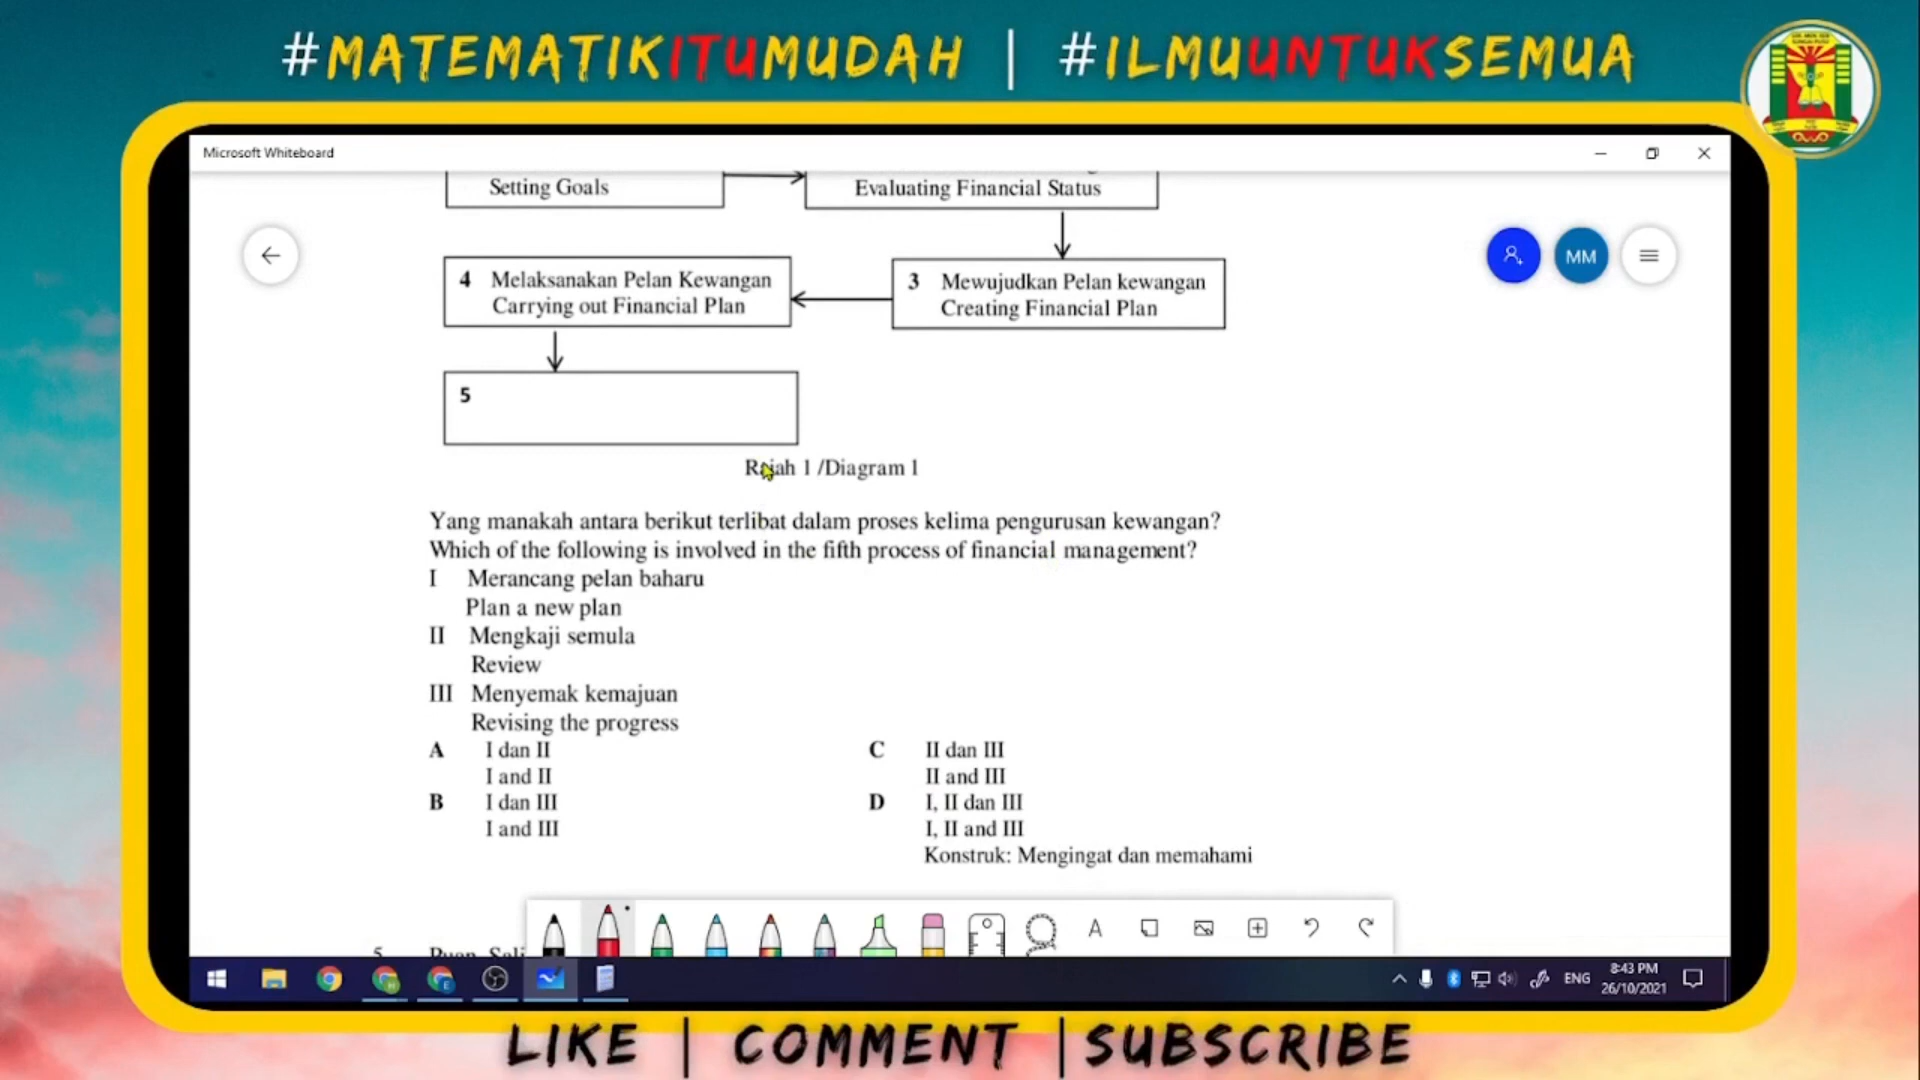 #MATEMATIKITUMUDAH | #ILMUUNTUKSEMUA
Microsoft Whiteboard
Setting Goals
Evaluating Financial Status
MM
4 Melaksanakan Pelan Kewangan
Carrying out Financial Plan
3 Mewujudkan Pelan kewangan
Creating Financial Plan
5
Rajah 1 /Diagram 1
Yang manakah antara berikut terlibat dalam proses kelima pengurusan kewangan?
Which of the following is involved in the fifth process of financial management?
I Merancang pelan baharu
Plan a new plan
II Mengkaji semula
Review
III Menyemak kemajuan
Revising the progress
A I dan II
I and II
B I dan III
I and III
C II dan III
II and III
D I, II dan III
I, II and III
Konstruk: Mengingat dan memahami
5 Puan
ENG
8:43 PM
26/10/2021
LIKE | COMMENT | SUBSCRIBE